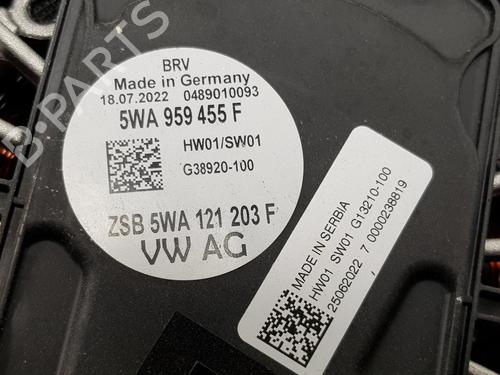 BRV
Made in Germany
18.07.2022 0489010093
5WA 959 455 F
HW01/SW01
G38920-100
ZSB 5WA 121 203 F
VW AG
MADE IN SERBIA
HW01 SW01 G13210-100
25062022 7 0000238819
B-PARTS